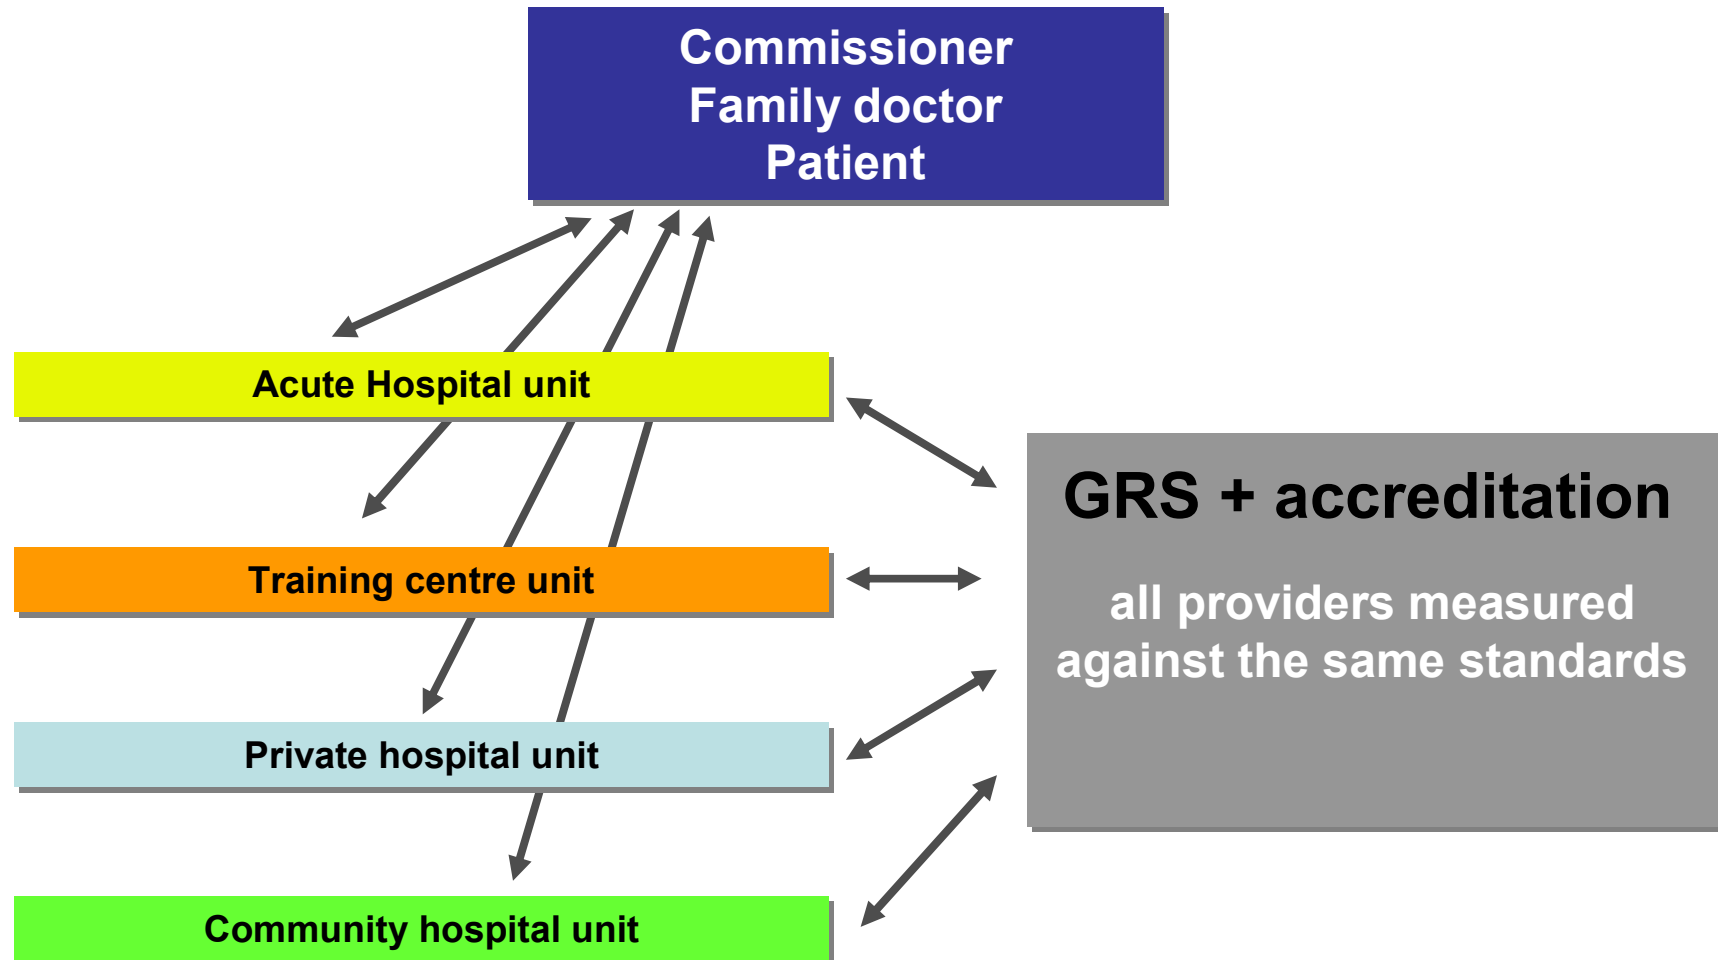 Commissioner
Family doctor
Patient
Acute Hospital unit
Training centre unit
Private hospital unit
Community hospital unit
GRS + accreditation
all providers measured
against the same standards